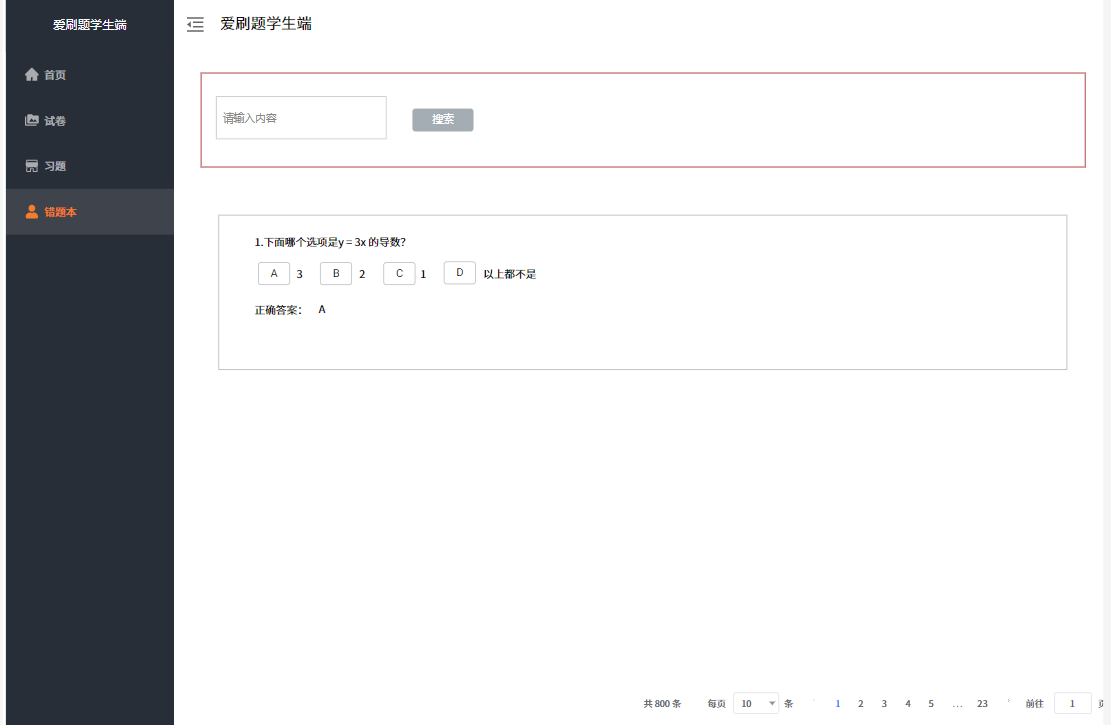 爱刷题学生端
爱刷题学生端
首页
试卷
习题
错题本
请输入内容 搜索
1.下面哪个选项是y = 3x 的导数?
A 3 B 2 C 1 D 以上都不是
正确答案： A
共 800 条 每页 10 条 1 2 3 4 5 ... 23 前往 1